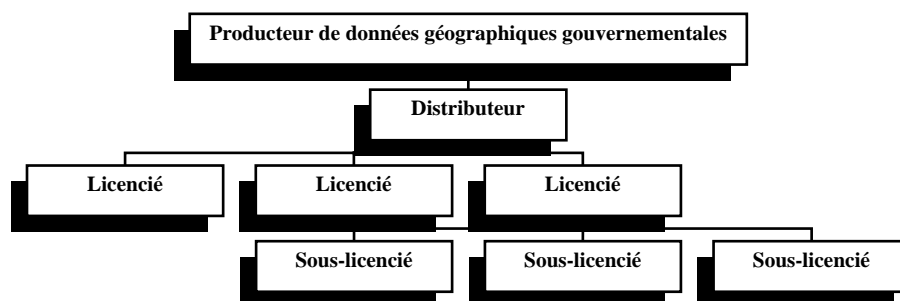 Producteur de données géographiques gouvernementales
Distributeur
Licencié
Licencié
Licencié
Sous-licencié
Sous-licencié
Sous-licencié